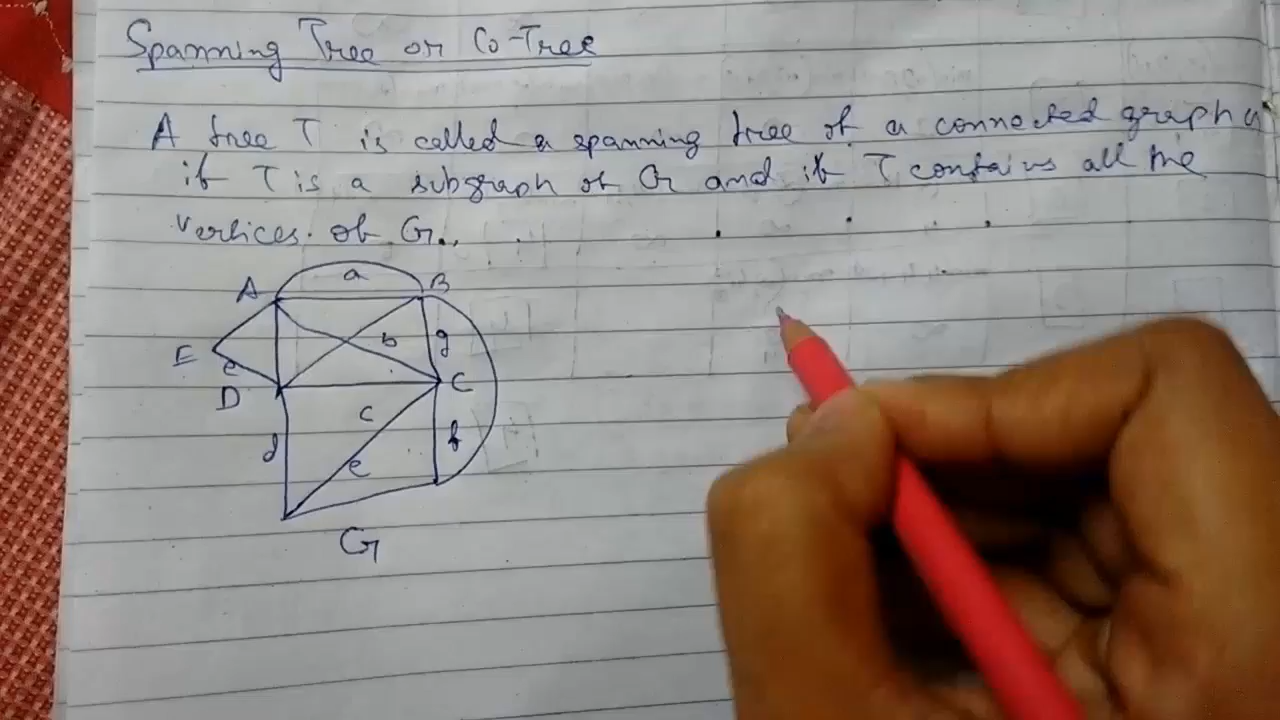 Spanning Tree or Co-Tree
A tree T is called a spanning tree of a connected graph G
if T is a subgraph of G and if T contains all the
vertices of G.
a
A B
b g
E e
D C
c
d e f
G